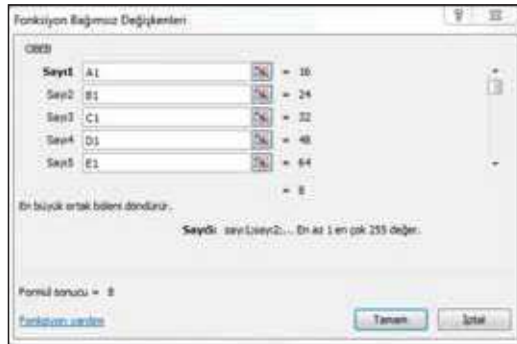 Fonksiyon Bağımsız Değişkenleri
OBEB
Sayı1 A1 = 16
Sayı2 B1 = 24
Sayı3 C1 = 32
Sayı4 D1 = 48
Sayı5 E1 = 64
= 8
En büyük ortak böleni döndürür.
Sayı5: sayı1;sayı2;... En az 1 en çok 255 değer.
Formül sonucu = 8
Fonksiyon yardımı
Tamam İptal